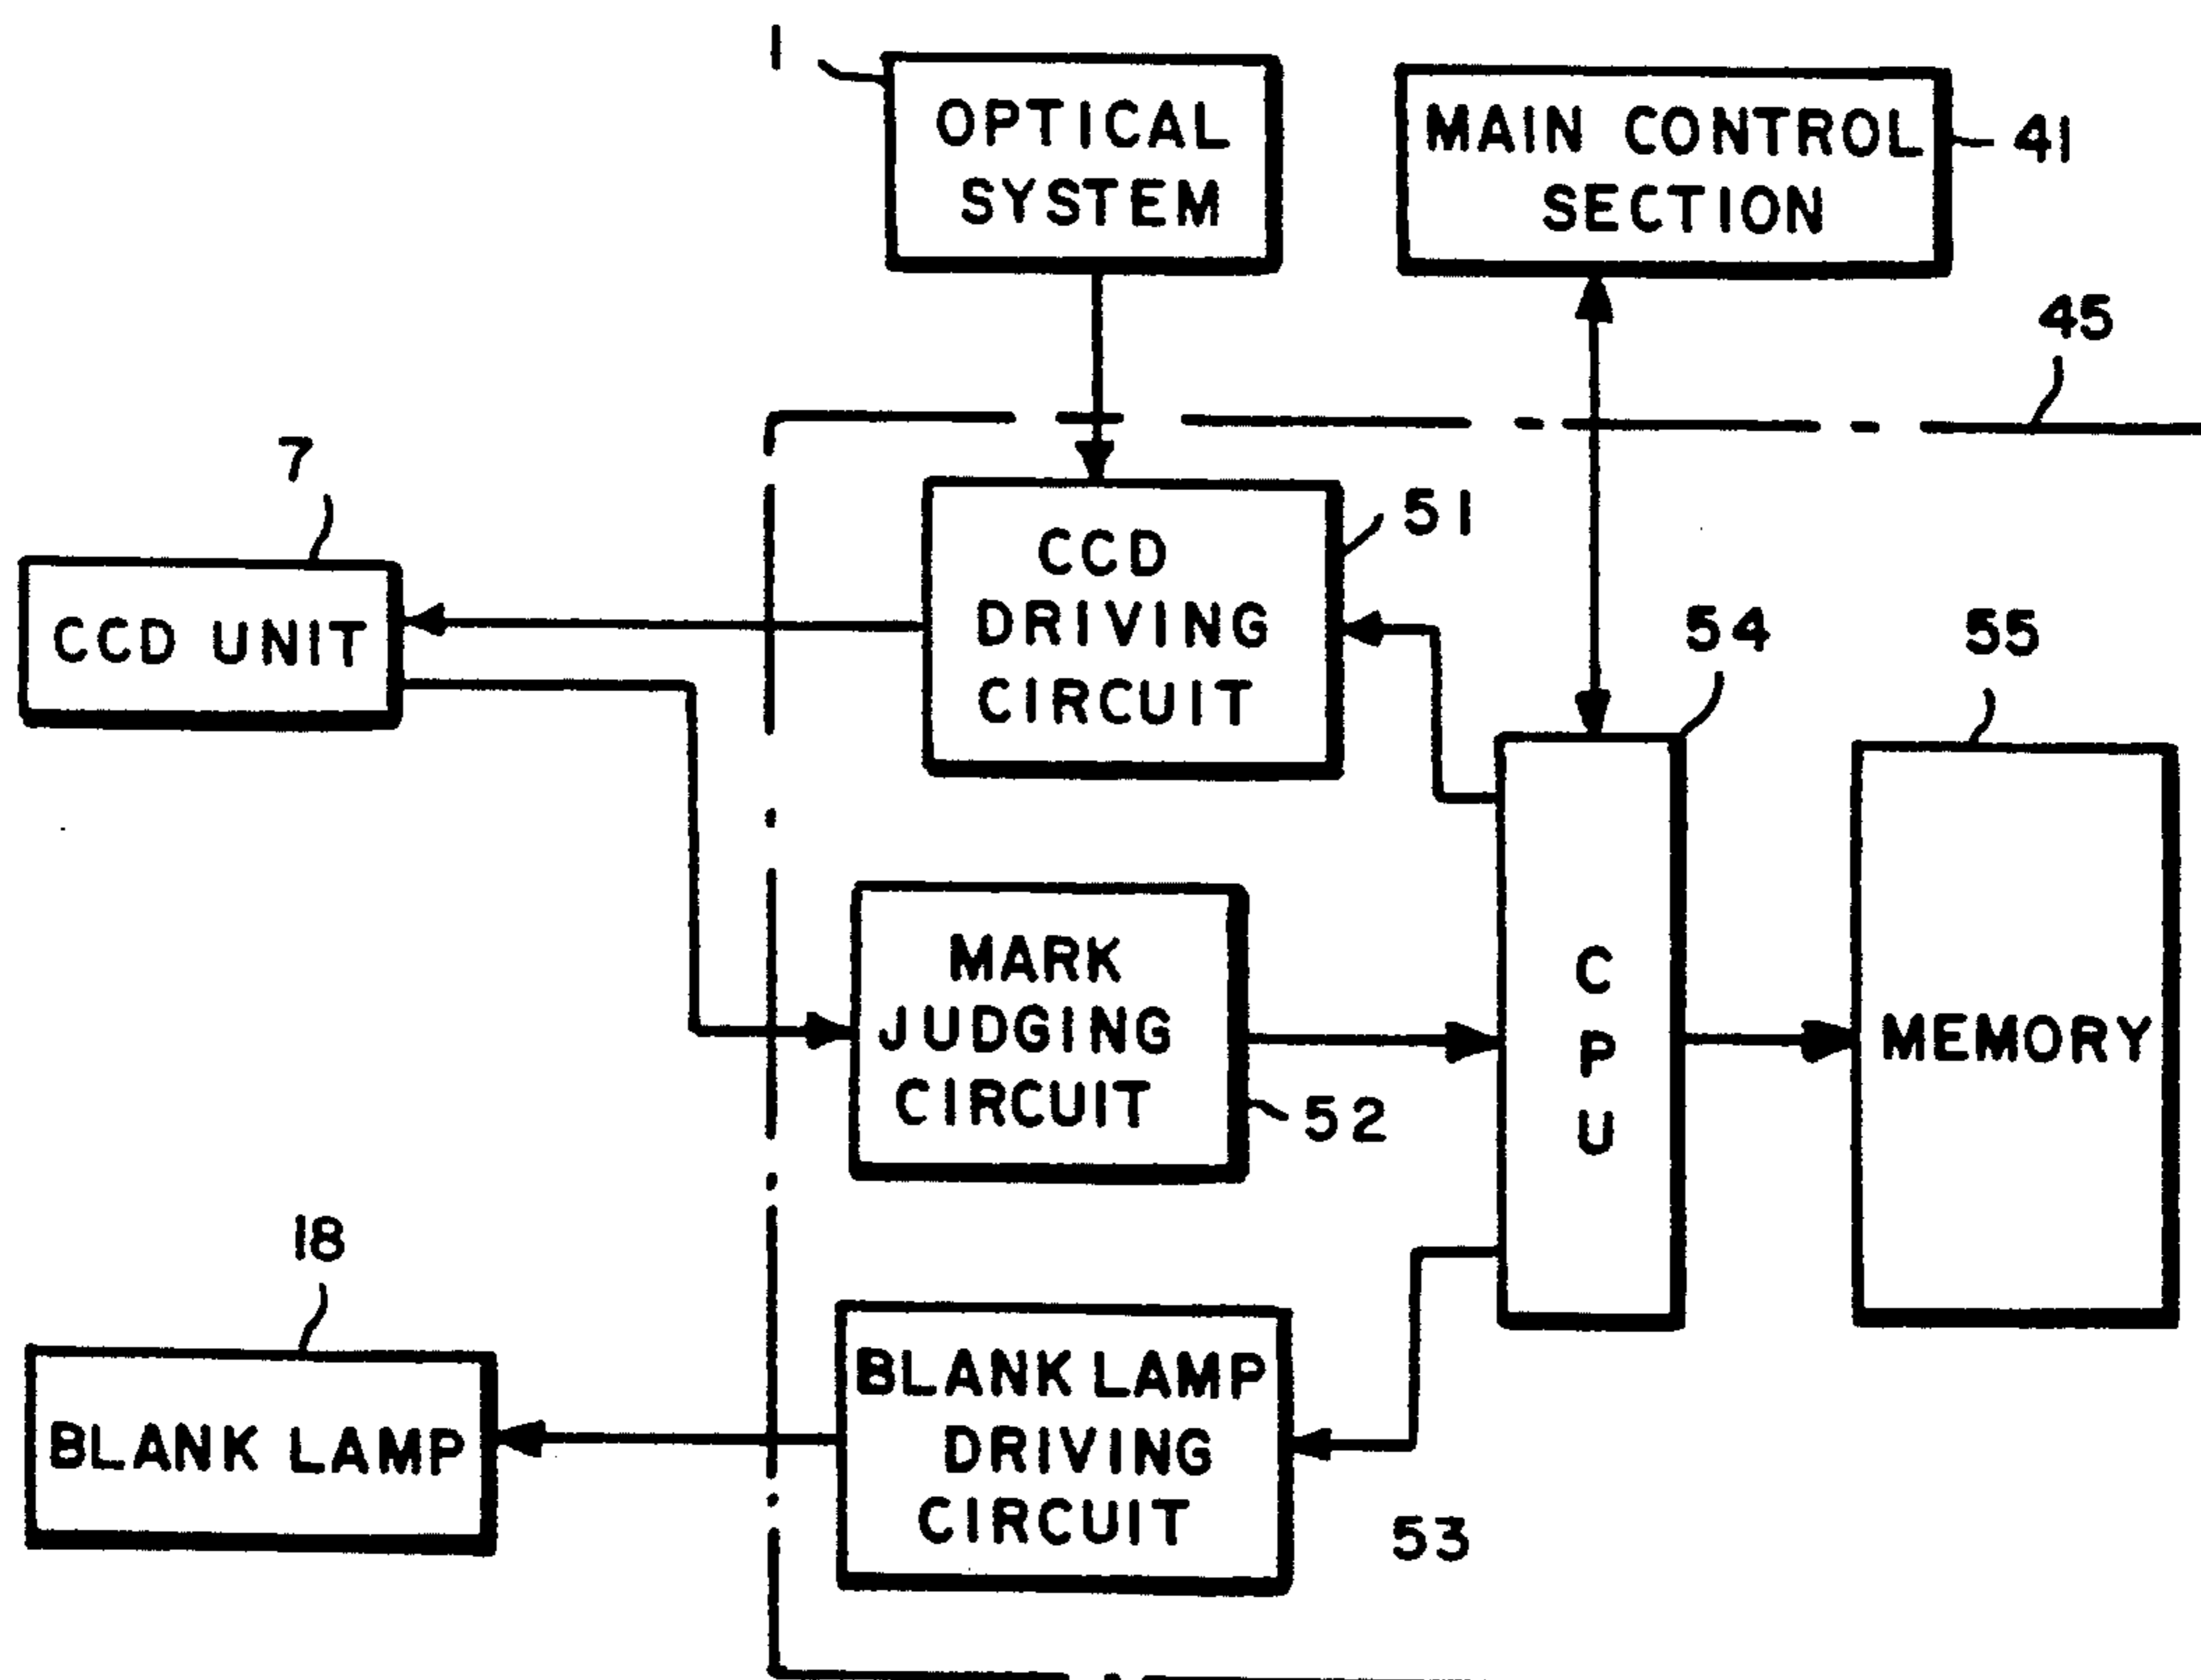 1
OPTICAL
SYSTEM
MAIN CONTROL
SECTION
41
45
7
CCD UNIT
CCD
DRIVING
CIRCUIT
51
54
55
MARK
JUDGING
CIRCUIT
52
CPU
MEMORY
18
BLANK LAMP
BLANK LAMP
DRIVING
CIRCUIT
53